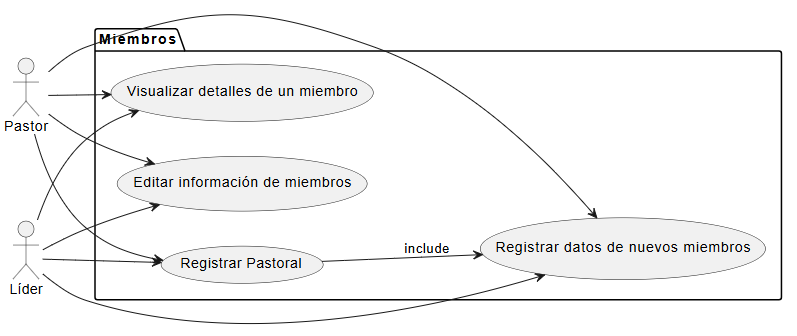 Miembros
Visualizar detalles de un miembro
Pastor
Editar información de miembros
Registrar datos de nuevos miembros
include
Registrar Pastoral
Líder